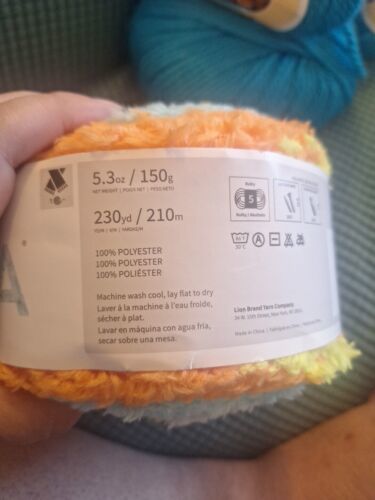 5.3oz / 150g
NET WEIGHT | POIDS NET | PESO NETO
230yd / 210m
100% POLYESTER
100% POLYESTER
100% POLIÉSTER
Machine wash cool, lay flat to dry
Laver à la machine à l'eau froide,
sécher à plat.
Lavar en máquina con agua fría,
secar sobre una mesa.
A
Bulky
5
30°C
A
Lion Brand Yarn Company
Made in China